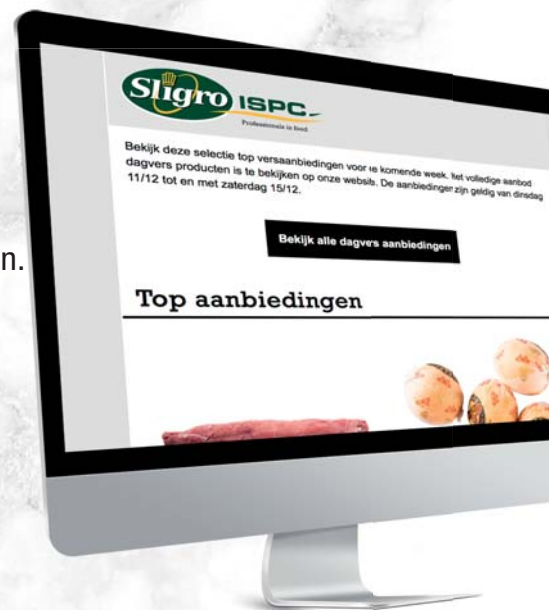 Sligro ISPC
Professionals in food
Bekijk deze selectie top versaanbiedingen voor de komende week. Het volledige aanbod
dagvers producten is te bekijken op onze website. De aanbiedingen zijn geldig van dinsdag
11/12 tot en met zaterdag 15/12.
Bekijk alle dagvers aanbiedingen
n.
Top aanbiedingen